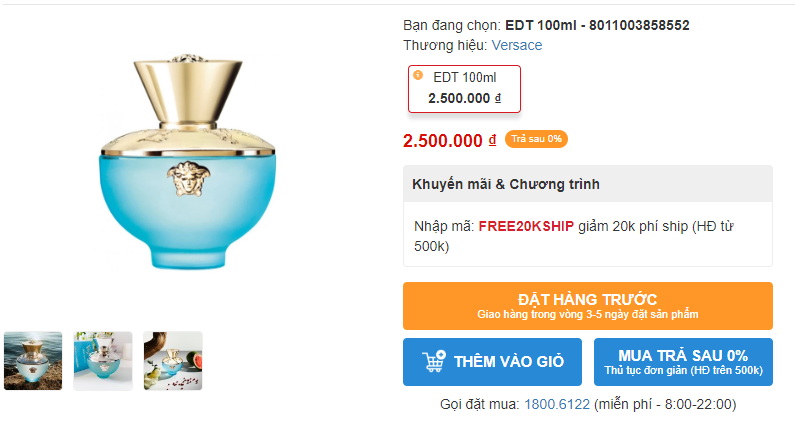 Bạn đang chọn: EDT 100ml - 8011003858552
Thương hiệu: Versace
EDT 100ml
2.500.000 ₫
2.500.000 ₫ Trả sau 0%
Khuyến mãi & Chương trình
Nhập mã: FREE20KSHIP giảm 20k phí ship (HĐ từ
500k)
ĐẶT HÀNG TRƯỚC
Giao hàng trong vòng 3-5 ngày đặt sản phẩm
THÊM VÀO GIỎ
MUA TRẢ SAU 0%
Thủ tục đơn giản (HĐ trên 500k)
Gọi đặt mua: 1800.6122 (miễn phí - 8:00-22:00)